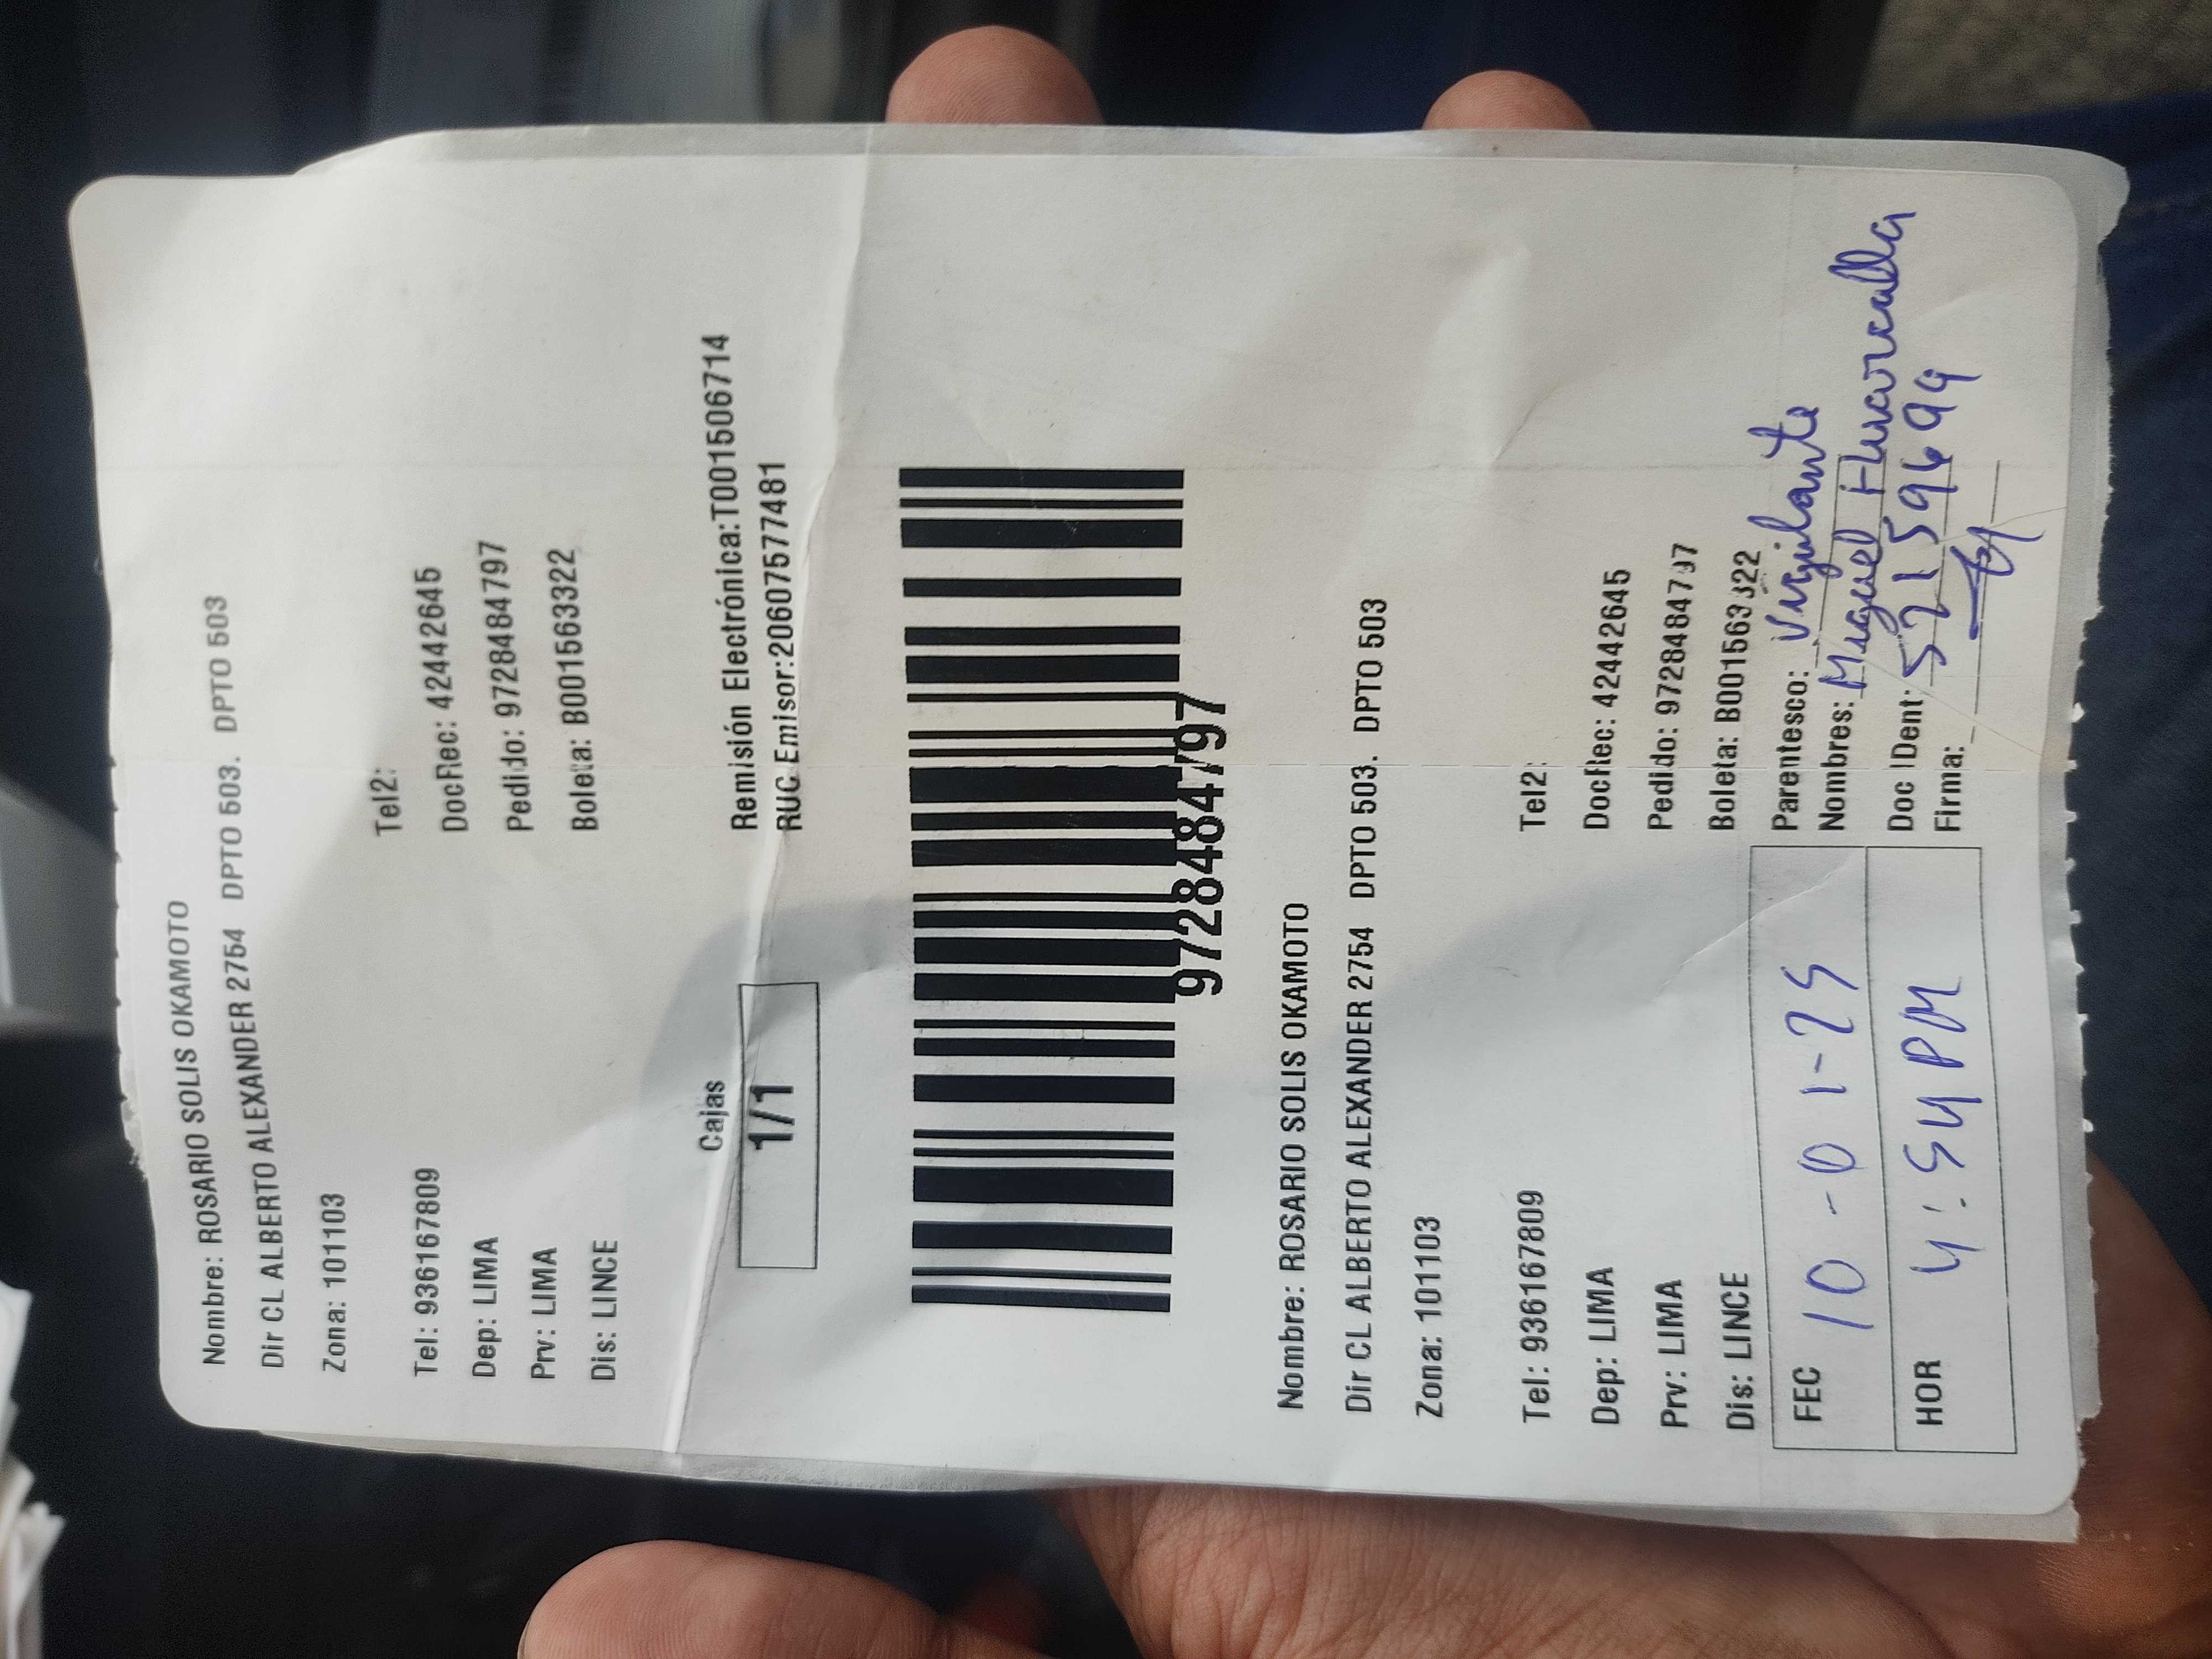 Nombre: ROSARIO SOLIS OKAMOTO
Dir CL ALBERTO ALEXANDER 2754 DPTO 503. DPTO 503
Zona: 101103
Tel: 936167809 Tel2:
Dep: LIMA DocRec: 42442645
Prv: LIMA Pedido: 9728484797
Dis: LINCE Boleta: B001563322
Cajas Remisión Electrónica:T001506714
1/1 RUC Emisor:20607577481
9728484797
Nombre: ROSARIO SOLIS OKAMOTO
Dir CL ALBERTO ALEXANDER 2754 DPTO 503. DPTO 503
Zona: 101103
Tel: 936167809 Tel2:
Dep: LIMA DocRec: 42442645
Prv: LIMA Pedido: 9728484797
Dis: LINCE Boleta: B001563322
FEC 10-01-25 Parentesco: Vigilante
Nombres: Miguel
HOR 4:54 PM Doc IDent:
Firma: